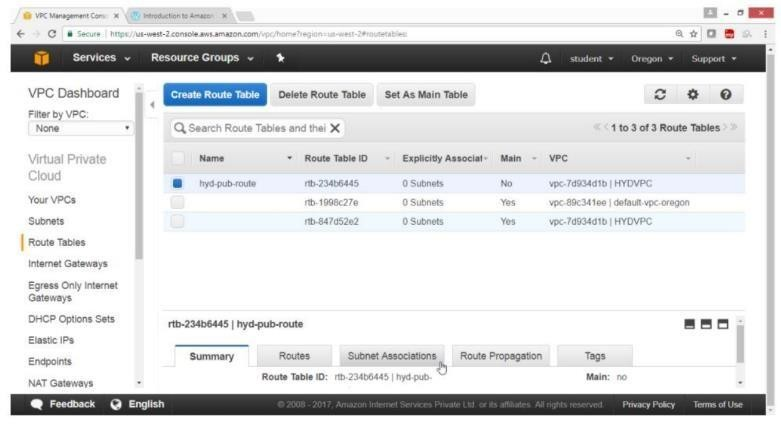 VPC Management Conso
Introduction to Amazon
Secure | https://us-west-2.console.aws.amazon.com/vpc/home?region=us-west-2#routetables:
Services
Resource Groups
student
Oregon
Support
VPC Dashboard
Filter by VPC:
None
Virtual Private
Cloud
Your VPCs
Subnets
Route Tables
Internet Gateways
Egress Only Internet
Gateways
DHCP Options Sets
Elastic IPs
Endpoints
NAT Gateways
Create Route Table
Delete Route Table
Set As Main Table
Search Route Tables and thei X
1 to 3 of 3 Route Tables
Name Route Table ID Explicitly Associat Main VPC
hyd-pub-route rtb-234b6445 0 Subnets No vpc-7d934d1b | HYDVPC
rtb-1998c27e 0 Subnets Yes vpc-89c341ee | default-vpc-oregon
rtb-847d52e2 0 Subnets Yes vpc-7d934d1b | HYDVPC
rtb-234b6445 | hyd-pub-route
Summary Routes Subnet Associations Route Propagation Tags
Route Table ID: rtb-234b6445 | hyd-pub- Main: no
Feedback
English
© 2008 - 2017, Amazon Internet Services Private Ltd. or its affiliates. All rights reserved.
Privacy Policy
Terms of Use